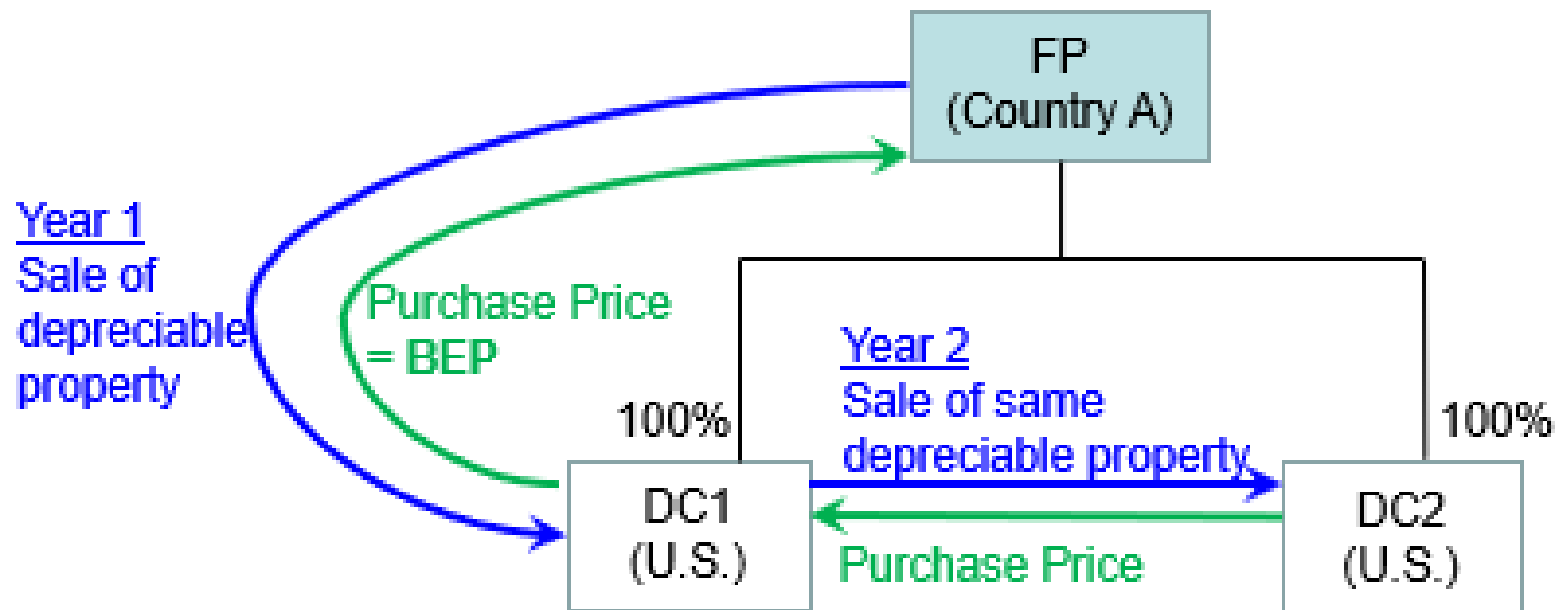 FP
(Country A)
Year 1
Sale of
depreciable
property
Purchase Price
= BEP
Year 2
Sale of same
depreciable property
100%
100%
DC1
(U.S.)
Purchase Price
DC2
(U.S.)